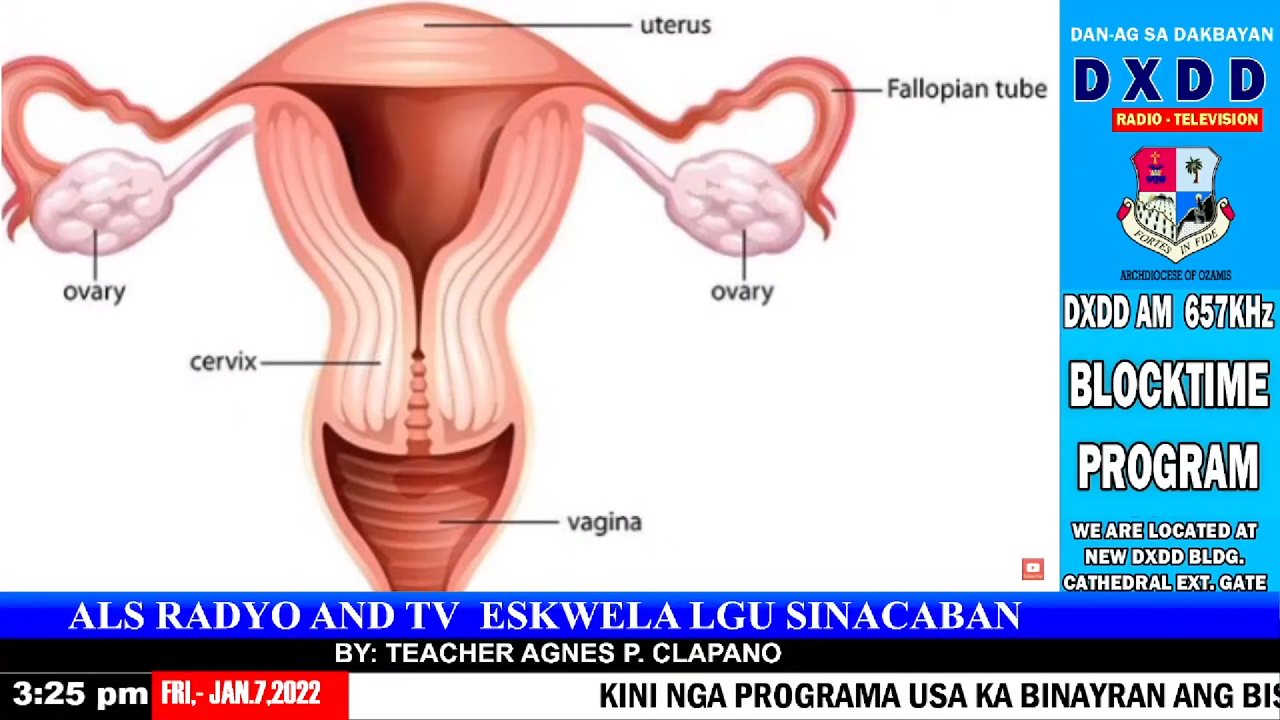 uterus
Fallopian tube
ovary
ovary
cervix
vagina
DAN-AG SA DAKBAYAN
DXDD
RADIO - TELEVISION
FORTES IN FIDE
ARCHDIOCESE OF OZAMIS
DXDD AM 657KHz
BLOCKTIME
PROGRAM
WE ARE LOCATED AT
NEW DXDD BLDG.
CATHEDRAL EXT. GATE
ALS RADYO AND TV ESKWELA LGU SINACABAN
BY: TEACHER AGNES P. CLAPANO
3:25 pm FRI,- JAN.7,2022
KINI NGA PROGRAMA USA KA BINAYRAN ANG